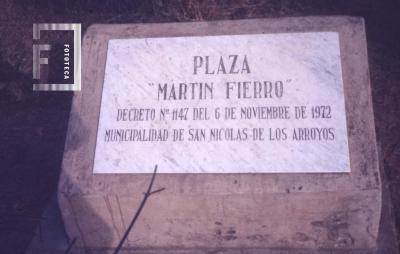 FOTOTECA
PLAZA
"MARTIN FIERRO"
DECRETO Nº 1147 DEL 6 DE NOVIEMBRE DE 1972
MUNICIPALIDAD DE SAN NICOLAS DE LOS ARROYOS